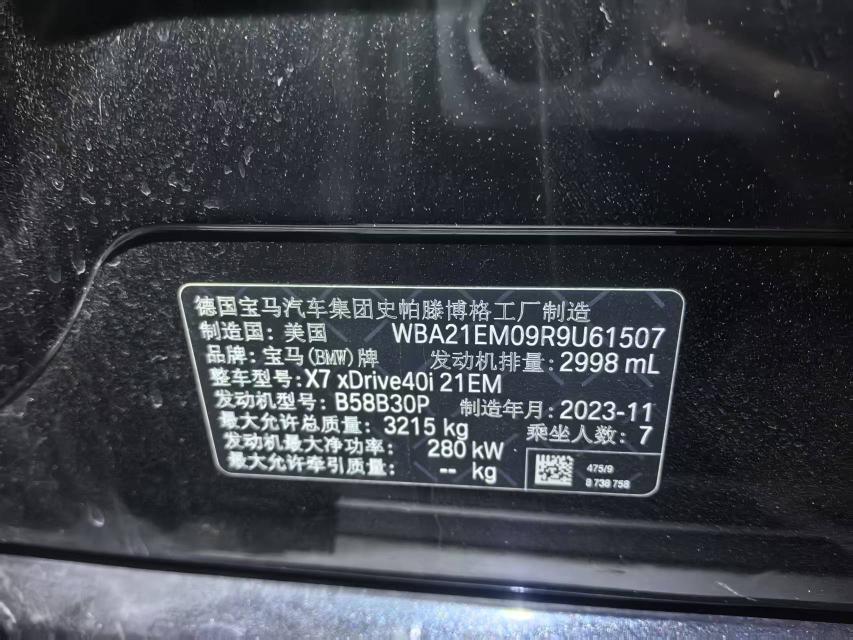 德国宝马汽车集团史帕滕博格工厂制造
制造国: 美国 WBA21EM09R9U61507
品牌: 宝马(BMW)牌 发动机排量: 2998 mL
整车型号: X7 xDrive40i 21EM
发动机型号: B58B30P 制造年月: 2023-11
最大允许总质量: 3215 kg 乘坐人数: 7
发动机最大净功率: 280 kW
最大允许牵引质量: -- kg
475/9
8 738 758